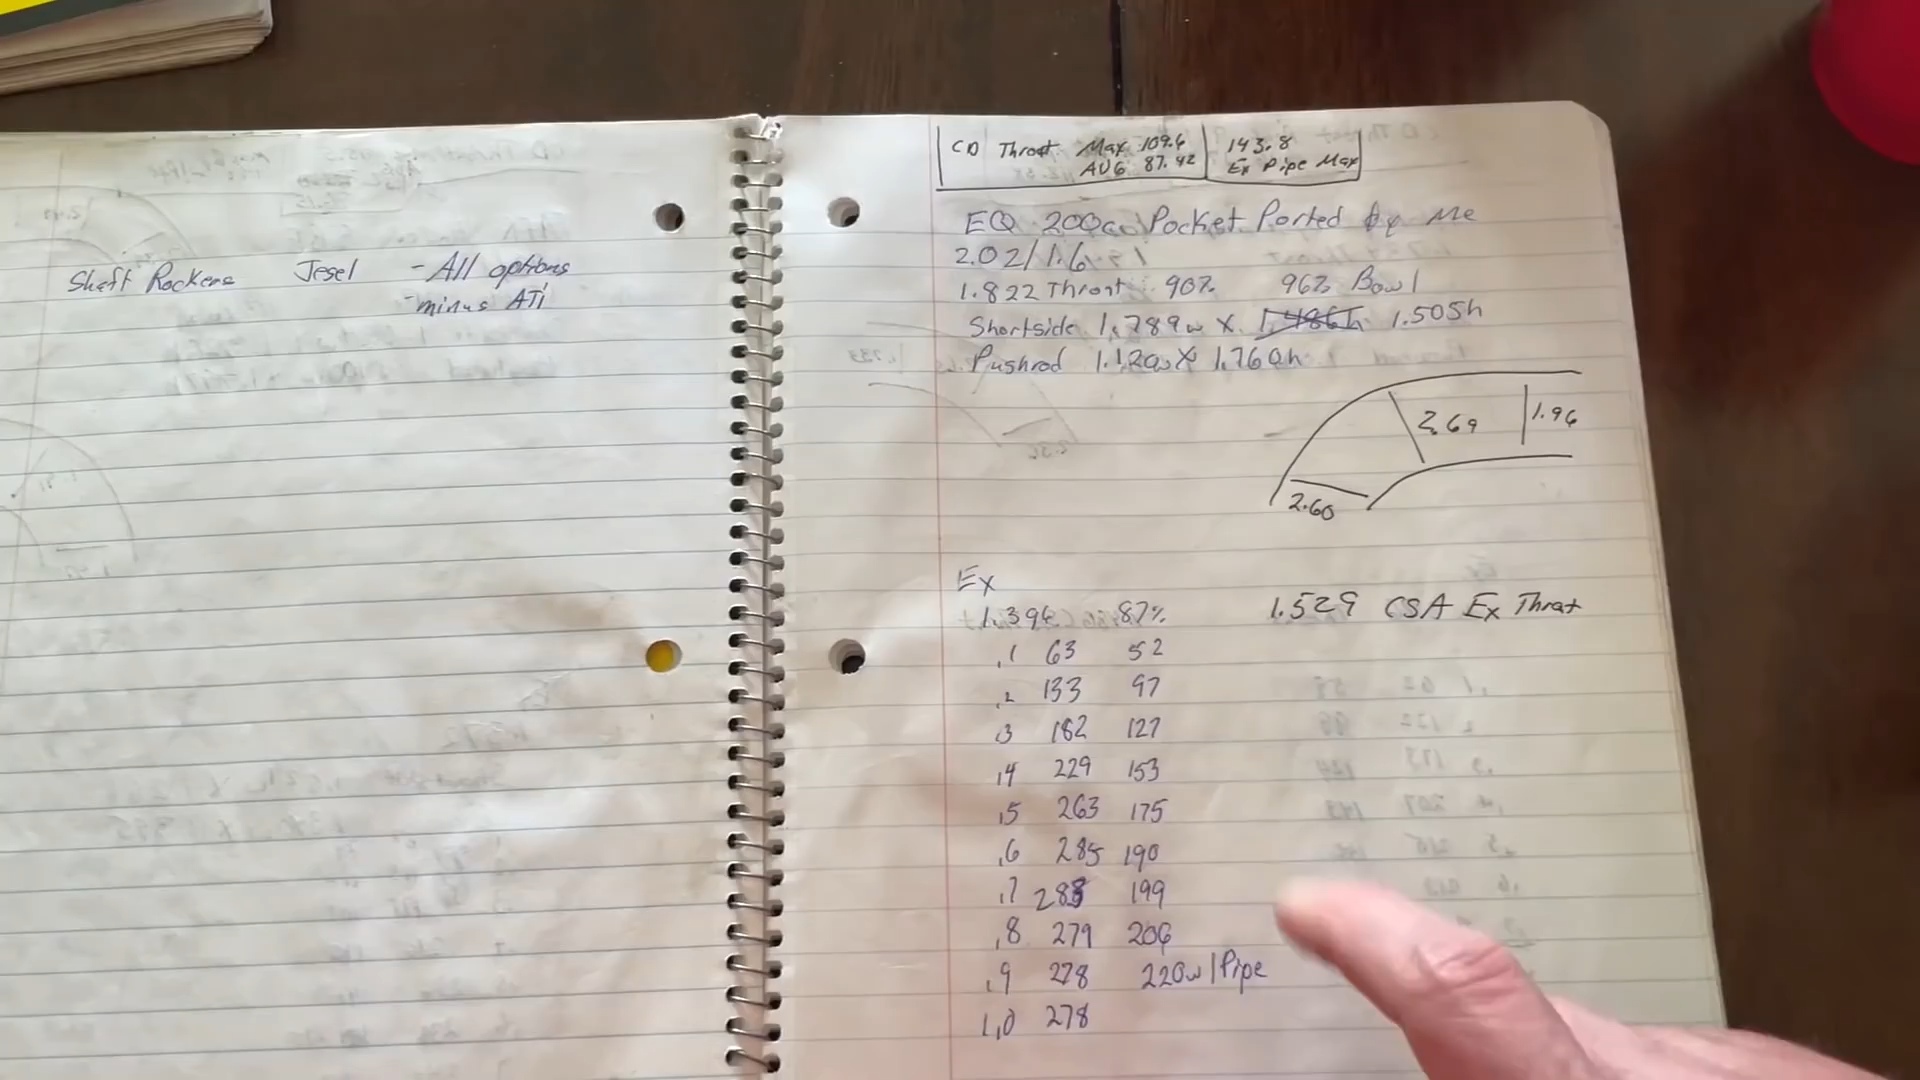 Shaft Rockers Jesel - All options
- minus ATI
CD Throat Max 109.6
AVG 87.42
143.8
Ex Pipe Max
EQ 200cc Pocket Ported by Me
2.02/1.6
1.822 Throat 90% 96% Bowl
Shortside 1.789w X 1.486h 1.505h
Pushrod 1.120w X 1.760h
2.69 1.96
2.60
Ex
1.396 87% 1.529 CSA Ex Throat
.1 63 52
.2 133 97
.3 182 127
.4 229 153
.5 263 175
.6 285 190
.7 288 199
.8 279 206
.9 278 220w/Pipe
1.0 278